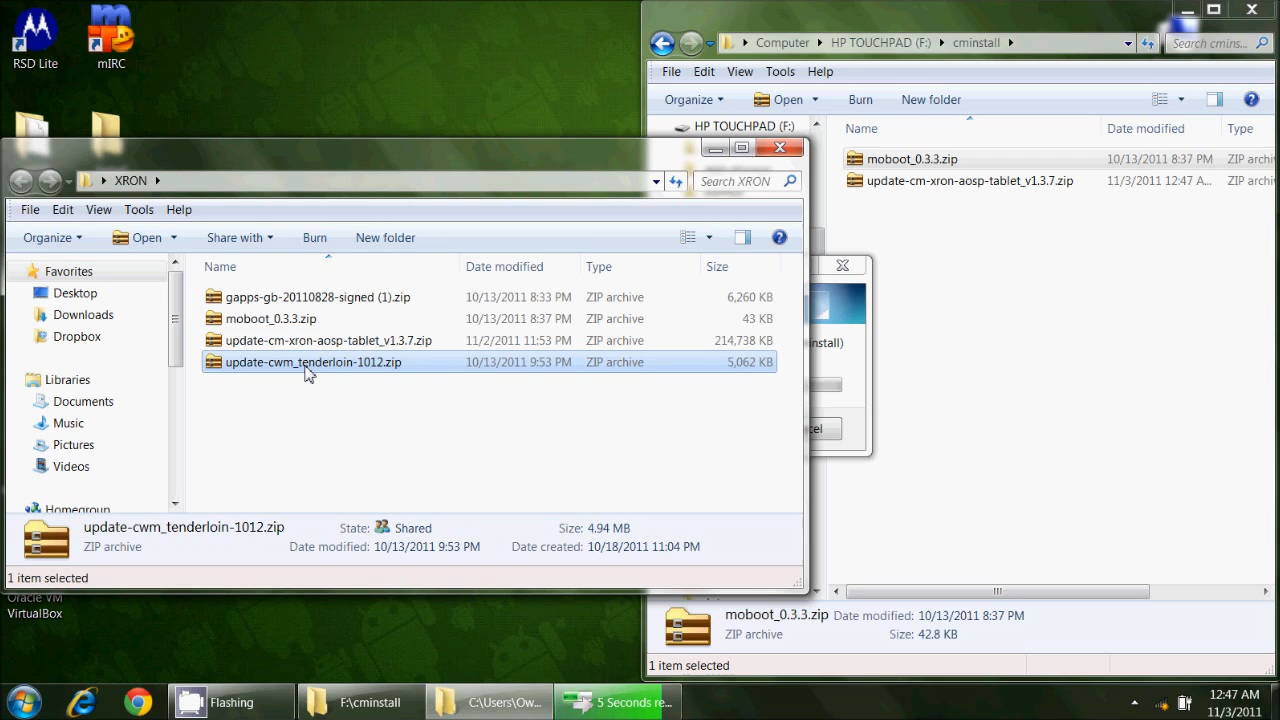 RSD Lite
mIRC
Computer HP TOUCHPAD (F:) cminstall
Search cmins...
File Edit View Tools Help
Organize Open Burn New folder
HP TOUCHPAD (F:)
Name Date modified Type
moboot_0.3.3.zip 10/13/2011 8:37 PM ZIP archi
update-cm-xron-aosp-tablet_v1.3.7.zip 11/3/2011 12:47 A... ZIP archi
XRON
Search XRON
File Edit View Tools Help
Organize Open Share with Burn New folder
Favorites
Desktop
Downloads
Dropbox
Libraries
Documents
Music
Pictures
Videos
Homegroup
Name Date modified Type Size
gapps-gb-20110828-signed (1).zip 10/13/2011 8:33 PM ZIP archive 6,260 KB
moboot_0.3.3.zip 10/13/2011 8:37 PM ZIP archive 43 KB
update-cm-xron-aosp-tablet_v1.3.7.zip 11/2/2011 11:53 PM ZIP archive 214,738 KB
update-cwm_tenderloin-1012.zip 10/13/2011 9:53 PM ZIP archive 5,062 KB
nstall)
cel
update-cwm_tenderloin-1012.zip State: Shared Size: 4.94 MB
ZIP archive Date modified: 10/13/2011 9:53 PM Date created: 10/18/2011 11:04 PM
1 item selected
Oracle VM
VirtualBox
moboot_0.3.3.zip Date modified: 10/13/2011 8:37 PM
ZIP archive Size: 42.8 KB
1 item selected
Flashing
F:\cminstall
C:\Users\Ow...
5 Seconds re...
12:47 AM
11/3/2011